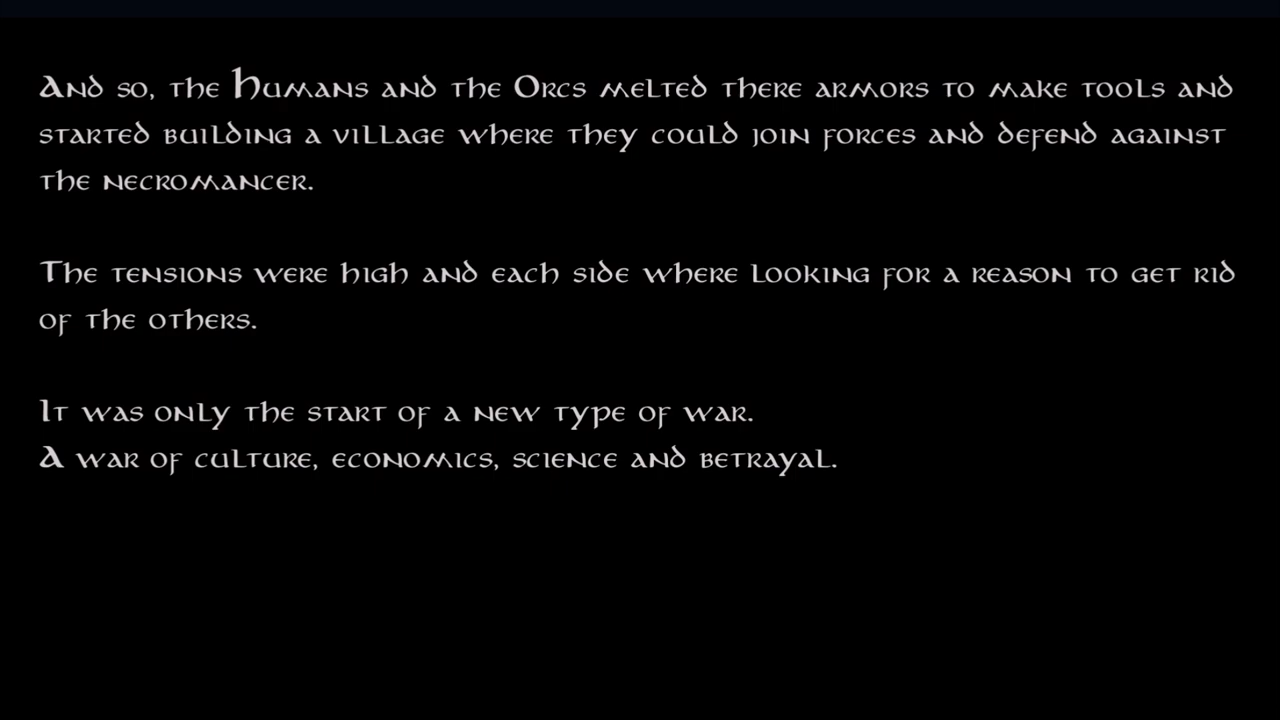 And so, the Humans and the Orcs melted there armors to make tools and
started building a village where they could join forces and defend against
the necromancer.
The tensions were high and each side where looking for a reason to get rid
of the others.
It was only the start of a new type of war.
A war of culture, economics, science and betrayal.